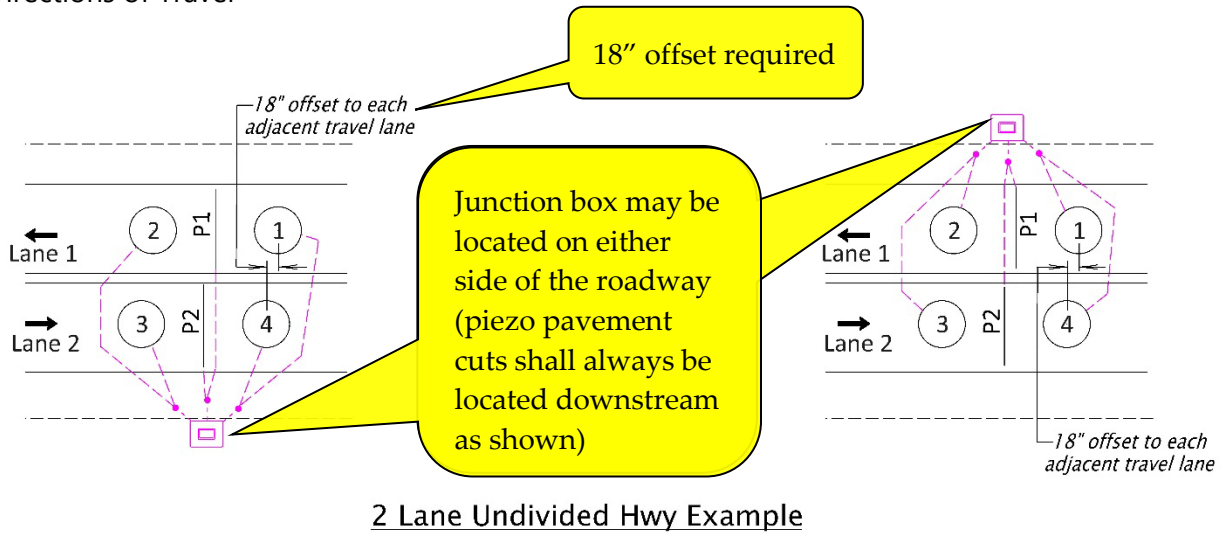 18” offset required
18" offset to each
adjacent travel lane
Junction box may be
located on either
side of the roadway
(piezo pavement
cuts shall always be
located downstream
as shown)
2
P1
1
Lane 1
3
P2
4
Lane 2
2
P1
1
Lane 1
3
P2
4
Lane 2
18" offset to each
adjacent travel lane
2 Lane Undivided Hwy Example